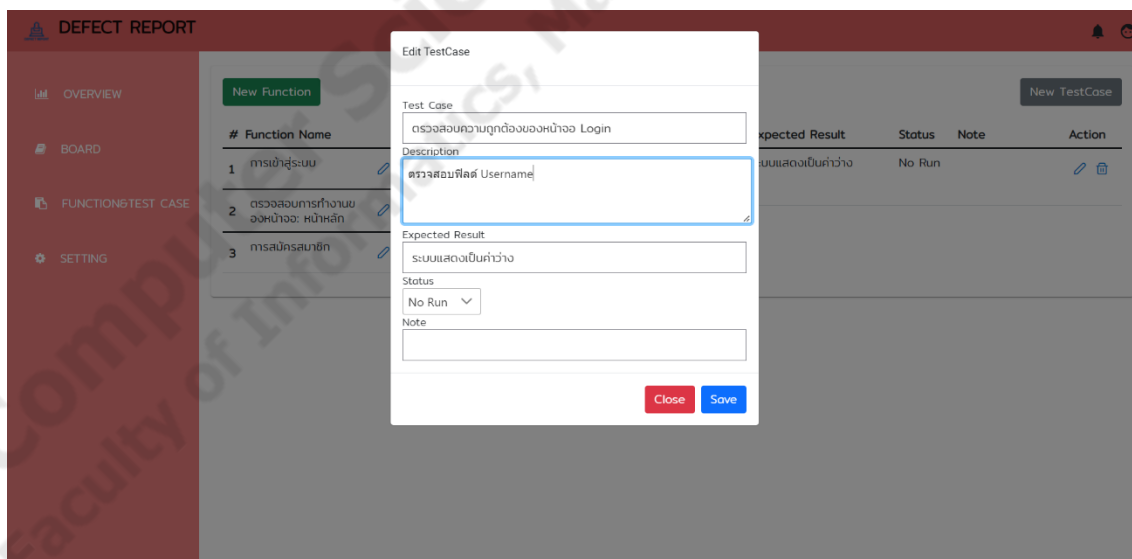 DEFECT REPORT
OVERVIEW
BOARD
FUNCTION&TEST CASE
SETTING
New Function
New TestCase
# Function Name
xpected Result Status Note Action
1 การเข้าสู่ระบบ
ะบบแสดงเป็นค่าว่าง No Run
2 ตรวจสอบการทำงานข
องหน้าจอ: หน้าหลัก
3 การสมัครสมาชิก
Edit TestCase
Test Case
ตรวจสอบความถูกต้องของหน้าจอ Login
Description
ตรวจสอบฟิลด์ Username
Expected Result
ระบบแสดงเป็นค่าว่าง
Status
No Run
Note
Close Save
Computer Scie
Faculty of Informatics, M